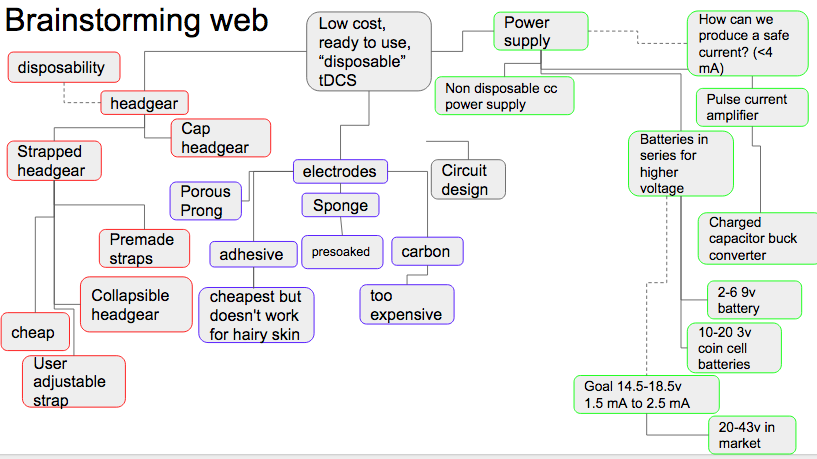 Brainstorming web
Low cost,
ready to use,
“disposable”
tDCS
Power
supply
How can we
produce a safe
current? (<4
mA)
disposability
headgear
Non disposable cc
power supply
Pulse current
amplifier
Cap
headgear
Strapped
headgear
Batteries in
series for
higher
voltage
electrodes
Circuit
design
Porous
Prong
Sponge
Premade
straps
adhesive
presoaked
carbon
Charged
capacitor buck
converter
Collapsible
headgear
cheapest but
doesn't work
for hairy skin
too
expensive
2-6 9v
battery
cheap
10-20 3v
coin cell
batteries
User
adjustable
strap
Goal 14.5-18.5v
1.5 mA to 2.5 mA
20-43v in
market